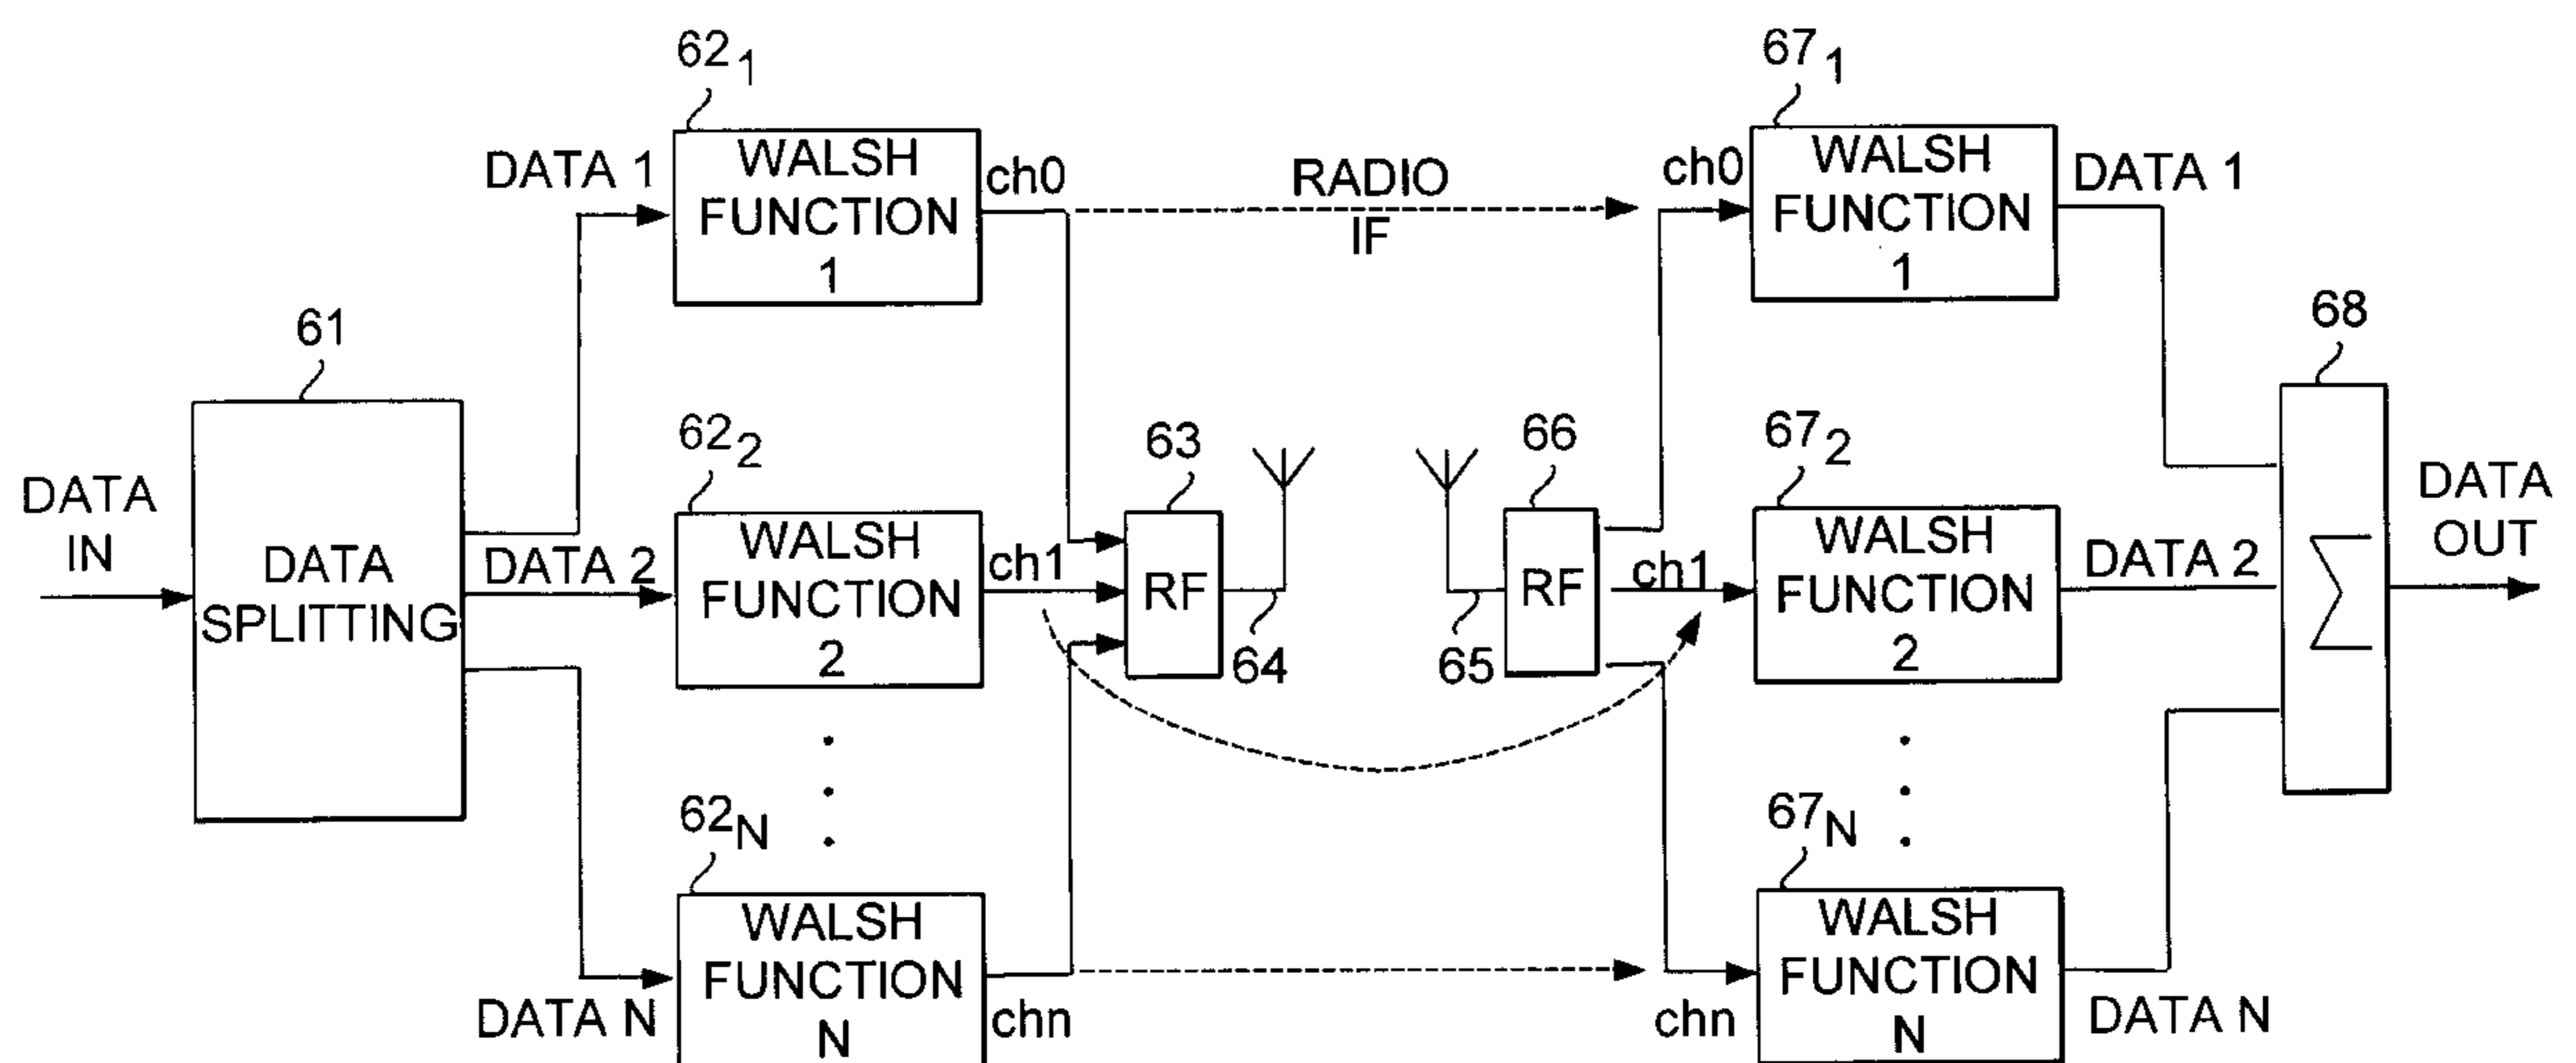 62 1
67 1
WALSH
FUNCTION
1
WALSH
FUNCTION
1
DATA 1
ch0
RADIO
IF
ch0
DATA 1
61
68
62 2
63
66
67 2
DATA
IN
DATA
SPLITTING
DATA 2
WALSH
FUNCTION
2
ch1
RF
64
65
RF
ch1
WALSH
FUNCTION
2
DATA 2
Σ
DATA
OUT
62 N
67 N
WALSH
FUNCTION
N
WALSH
FUNCTION
N
DATA N
chn
chn
DATA N